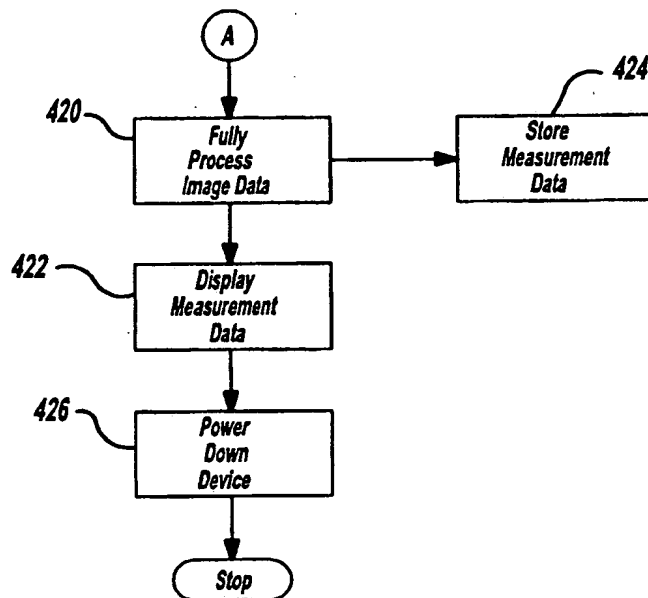 A
420
Fully
Process
Image Data
424
Store
Measurement
Data
422
Display
Measurement
Data
426
Power
Down
Device
Stop